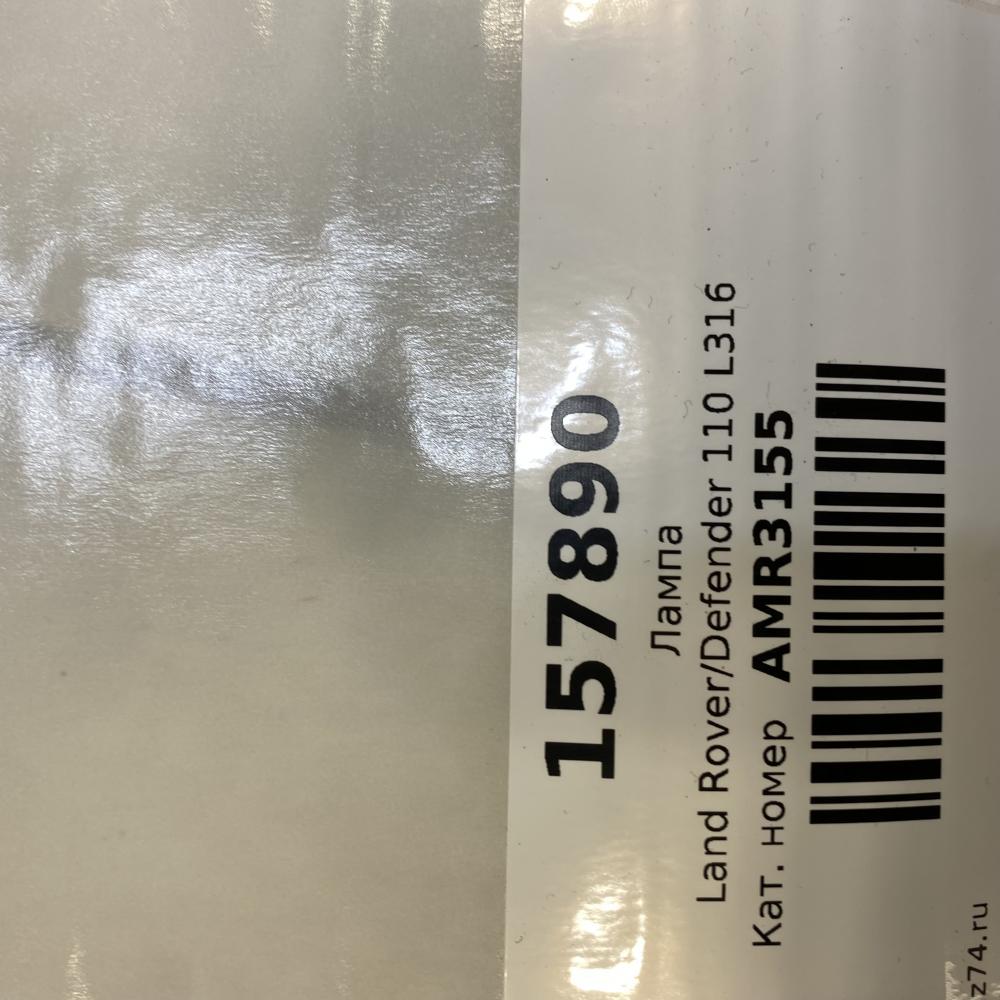 157890
Лампа
Land Rover/Defender 110 L316
Кат. номер AMR3155
z74.ru